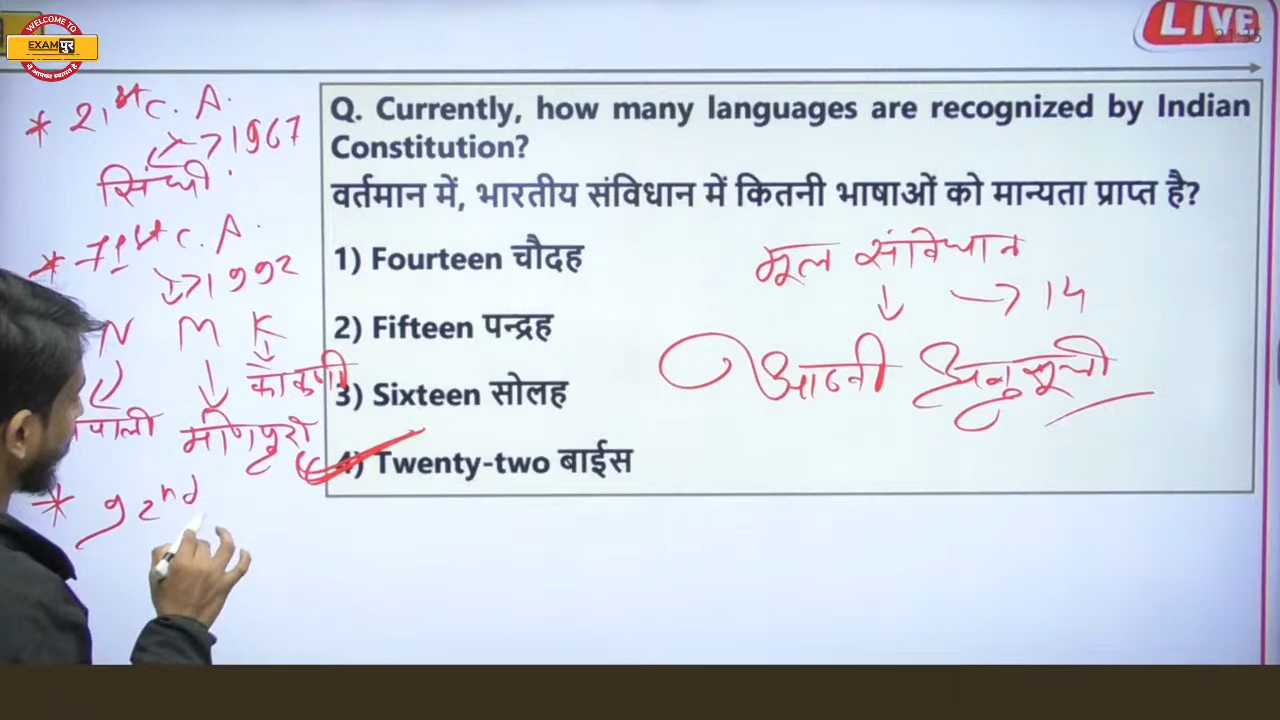 WELCOME TO
EXAMपुर
में आपका स्वागत है
LIVE
* 21st C. A.
→ 1967
सिंधी
Q. Currently, how many languages are recognized by Indian
Constitution?
वर्तमान में, भारतीय संविधान में कितनी भाषाओं को मान्यता प्राप्त है?
* 71st C. A.
→ 1992
1) Fourteen चौदह
मूल संविधान
→ 14
N M K
2) Fifteen पन्द्रह
आठवी अनुसूची
3) Sixteen सोलह
मणिपुरी
4) Twenty-two बाईस
* 92nd